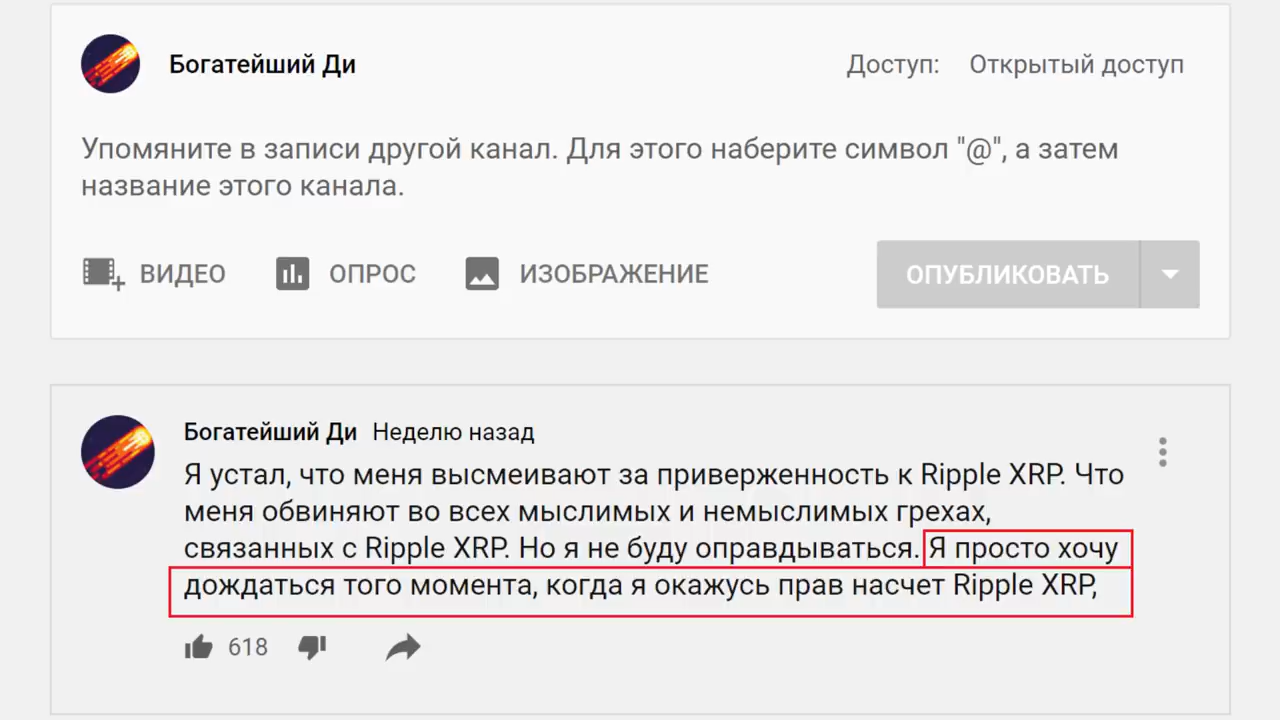 Богатейший Ди
Доступ: Открытый доступ
Упомяните в записи другой канал. Для этого наберите символ "@", а затем
название этого канала.
ВИДЕО ОПРОС ИЗОБРАЖЕНИЕ ОПУБЛИКОВАТЬ
Богатейший Ди Неделю назад
Я устал, что меня высмеивают за приверженность к Ripple XRP. Что
меня обвиняют во всех мыслимых и немыслимых грехах,
связанных с Ripple XRP. Но я не буду оправдываться. Я просто хочу
дождаться того момента, когда я окажусь прав насчет Ripple XRP,
618